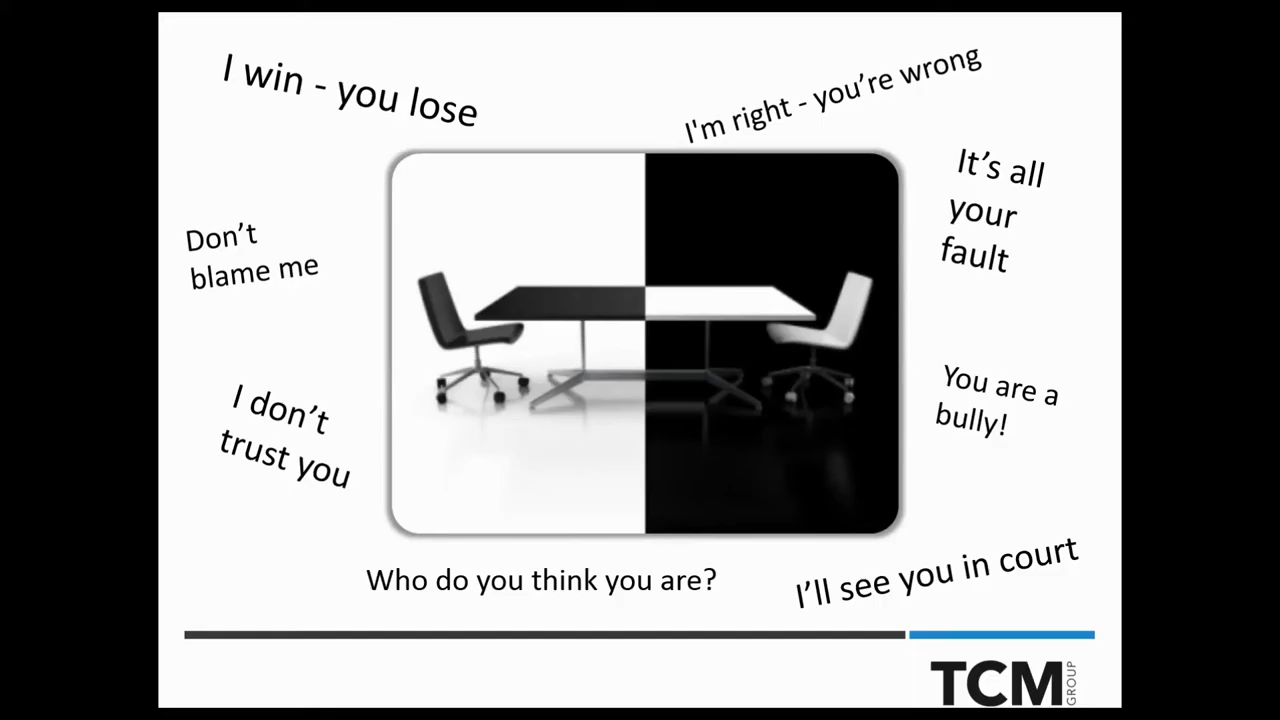 I win - you lose
I'm right - you’re wrong
It’s all
your
fault
Don’t
blame me
You are a
bully!
I don’t
trust you
Who do you think you are?
I’ll see you in court
TCM
GROUP